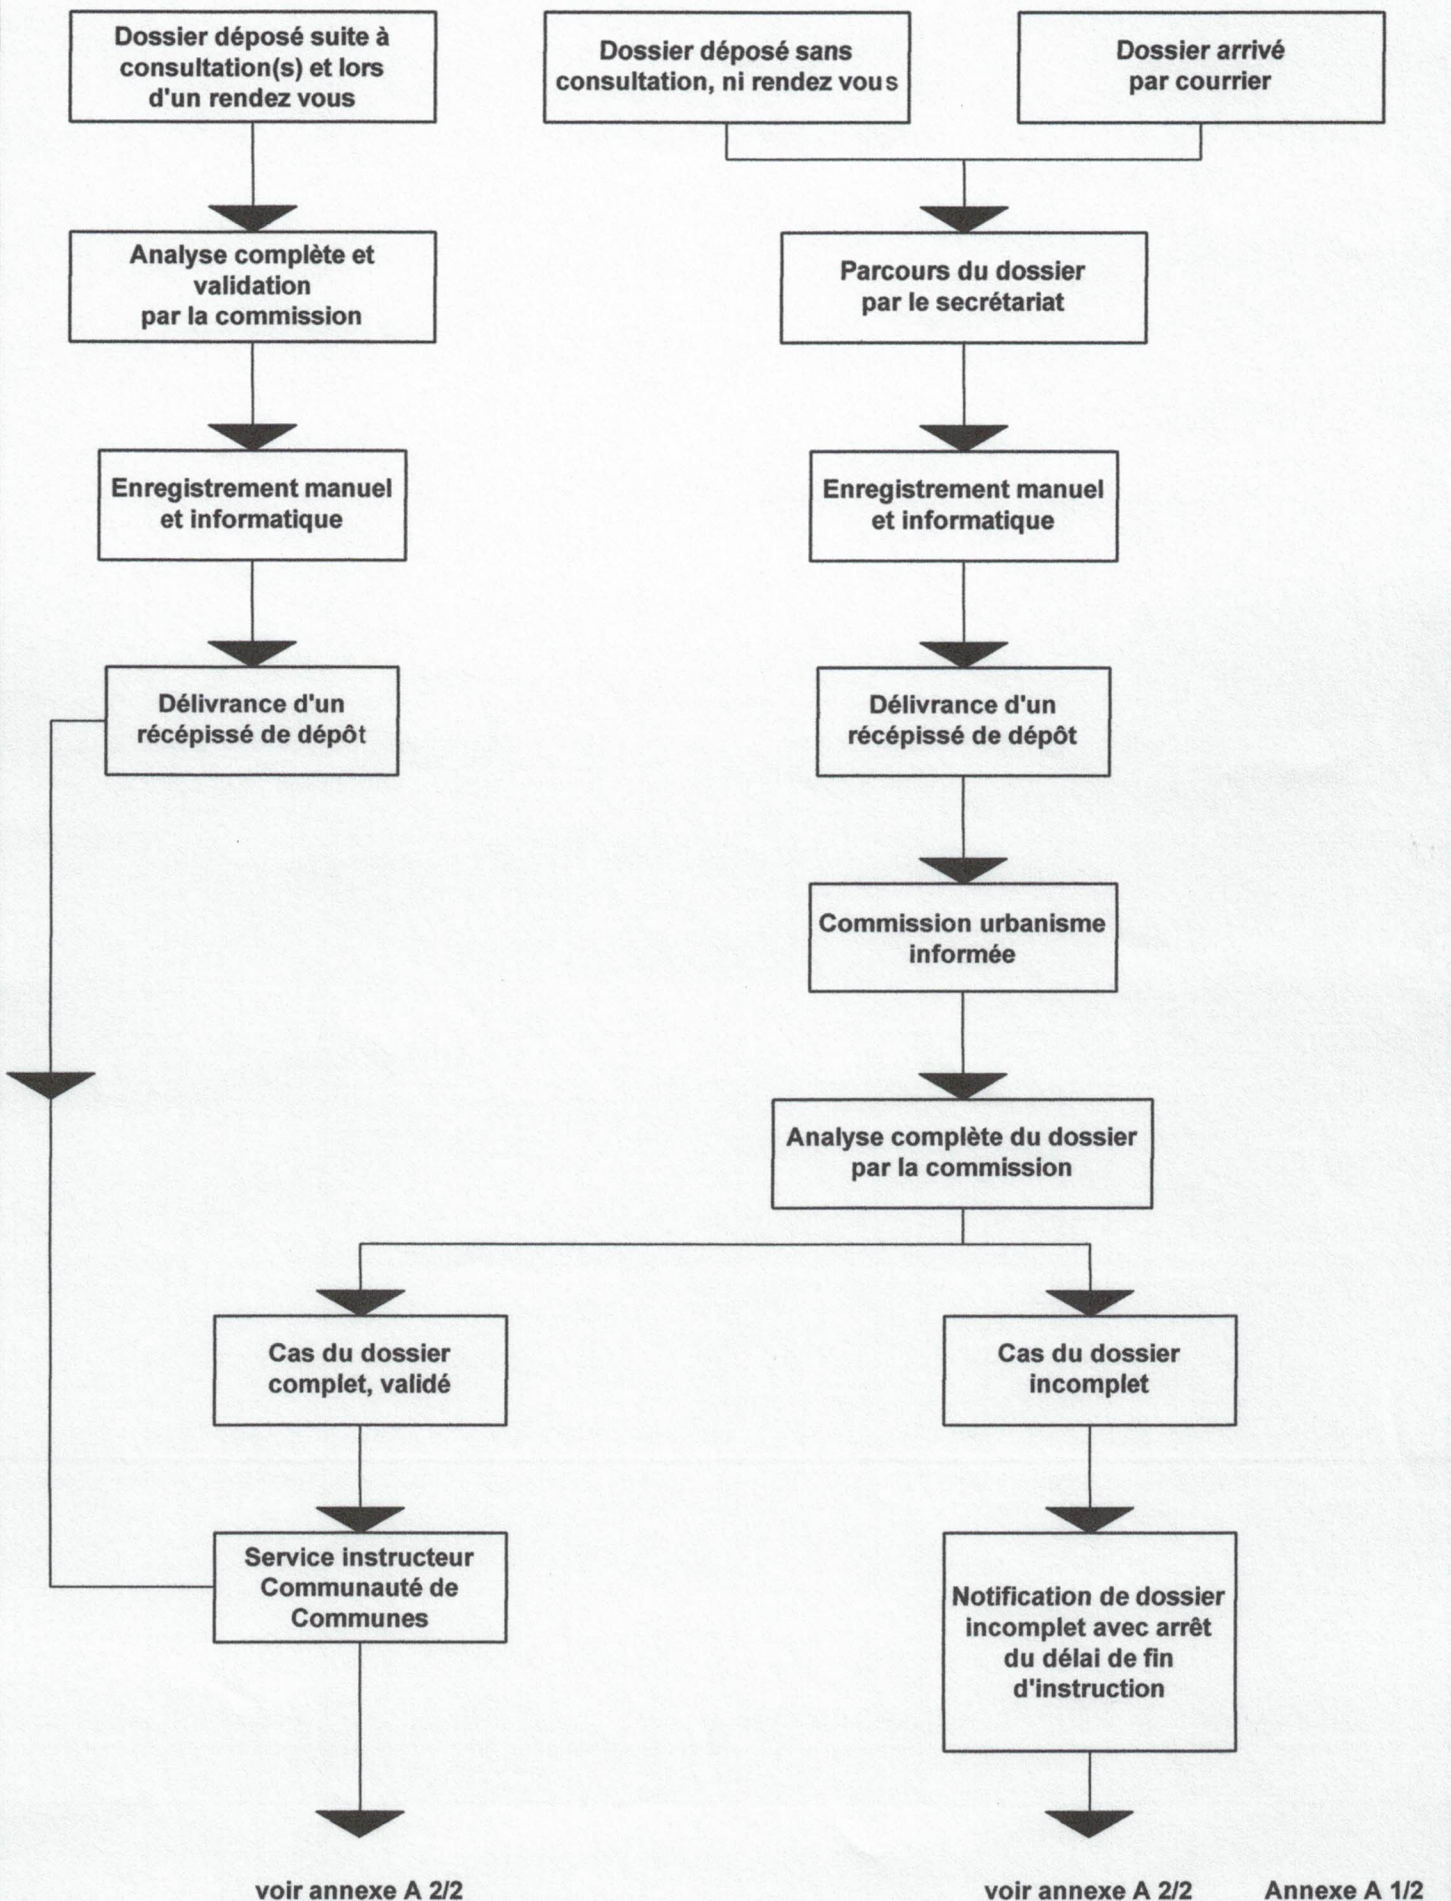 Dossier déposé suite à
consultation(s) et lors
d'un rendez vous
Dossier déposé sans
consultation, ni rendez vous
Dossier arrivé
par courrier
Analyse complète et
validation
par la commission
Parcours du dossier
par le secrétariat
Enregistrement manuel
et informatique
Enregistrement manuel
et informatique
Délivrance d'un
récépissé de dépôt
Délivrance d'un
récépissé de dépôt
Commission urbanisme
informée
Analyse complète du dossier
par la commission
Cas du dossier
complet, validé
Cas du dossier
incomplet
Service instructeur
Communauté de
Communes
Notification de dossier
incomplet avec arrêt
du délai de fin
d'instruction
voir annexe A 2/2
voir annexe A 2/2
Annexe A 1/2